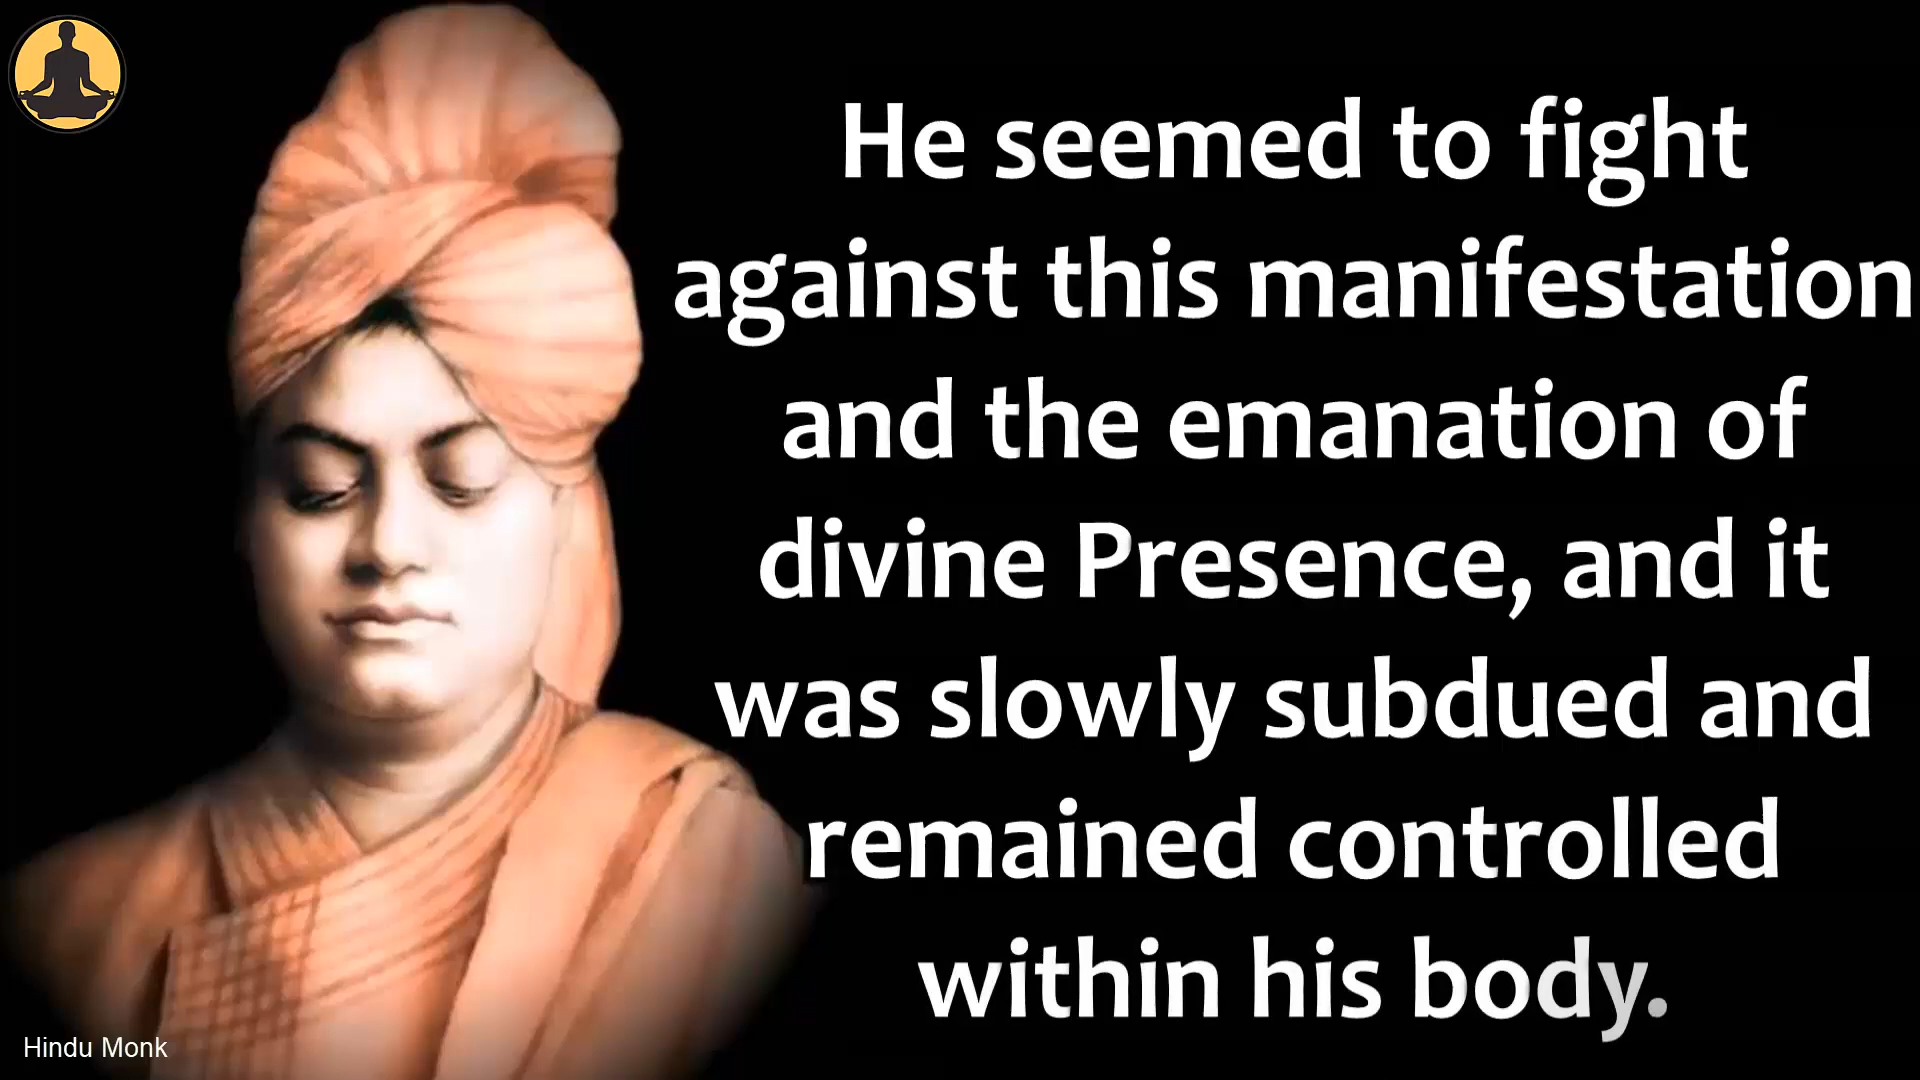 He seemed to fight
against this manifestation
and the emanation of
divine Presence, and it
was slowly subdued and
remained controlled
within his body.
Hindu Monk